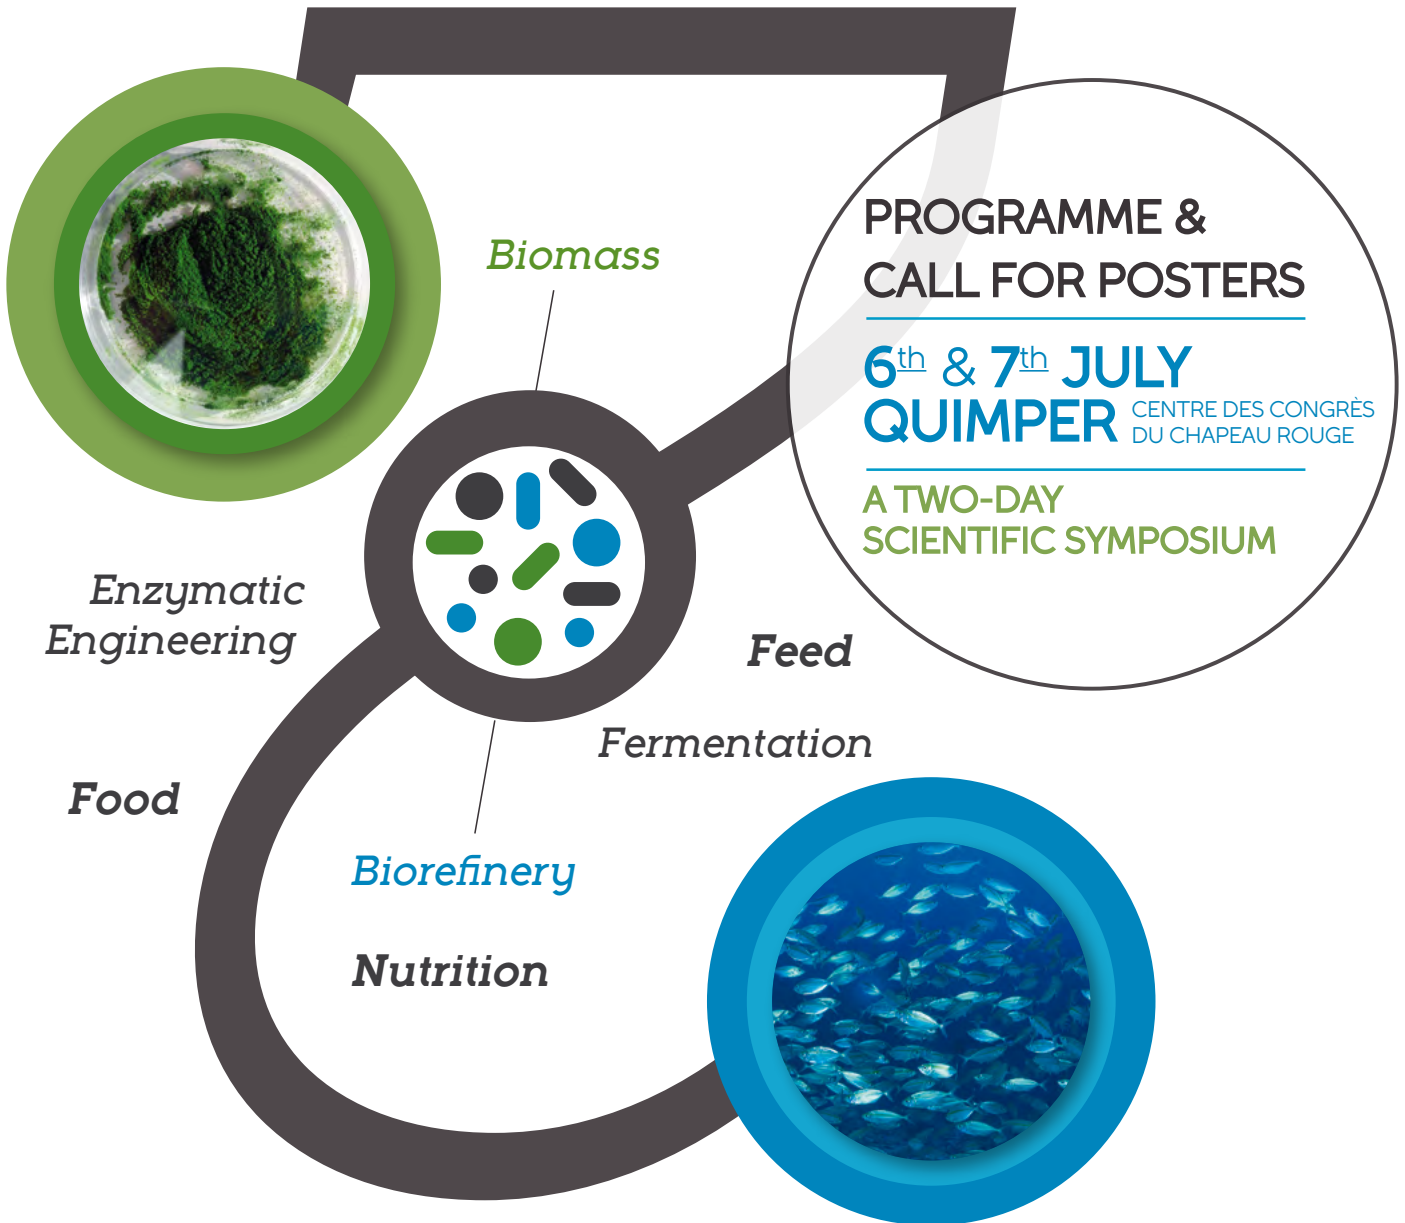 PROGRAMME &
CALL FOR POSTERS
6th & 7th JULY
QUIMPER
CENTRE DES CONGRÈS
DU CHAPEAU ROUGE
A TWO-DAY
SCIENTIFIC SYMPOSIUM
Biomass
Enzymatic
Engineering
Feed
Fermentation
Food
Biorefinery
Nutrition